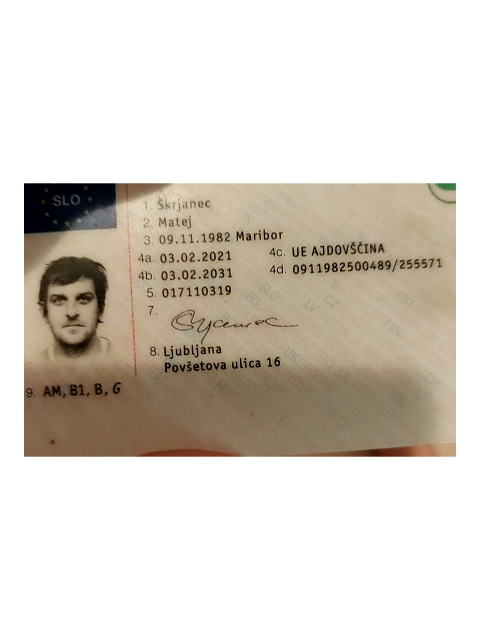 SLO
1. Škrjanec
2. Matej
3. 09.11.1982 Maribor
4a. 03.02.2021 4c. UE AJDOVŠČINA
4b. 03.02.2031 4d. 0911982500489/255571
5. 017110319
7.
8. Ljubljana
Povšetova ulica 16
9. AM, B1, B, G